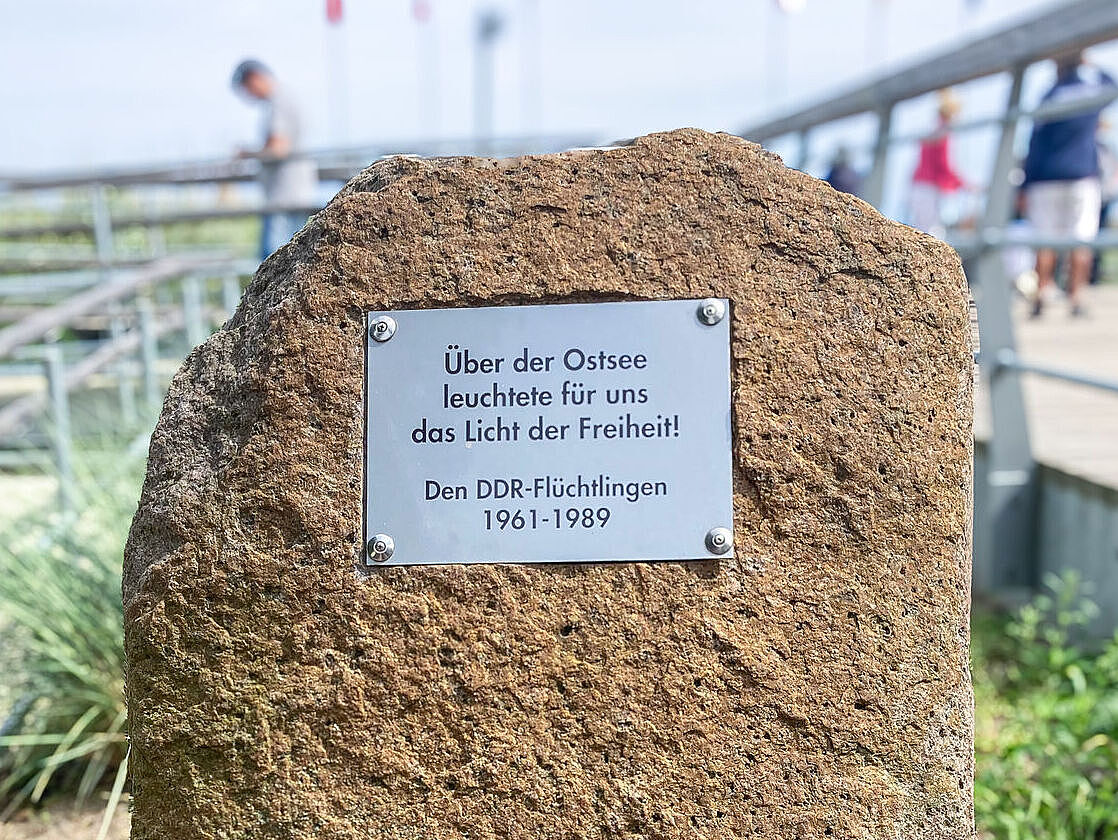 Über der Ostsee
leuchtete für uns
das Licht der Freiheit!
Den DDR-Flüchtlingen
1961-1989